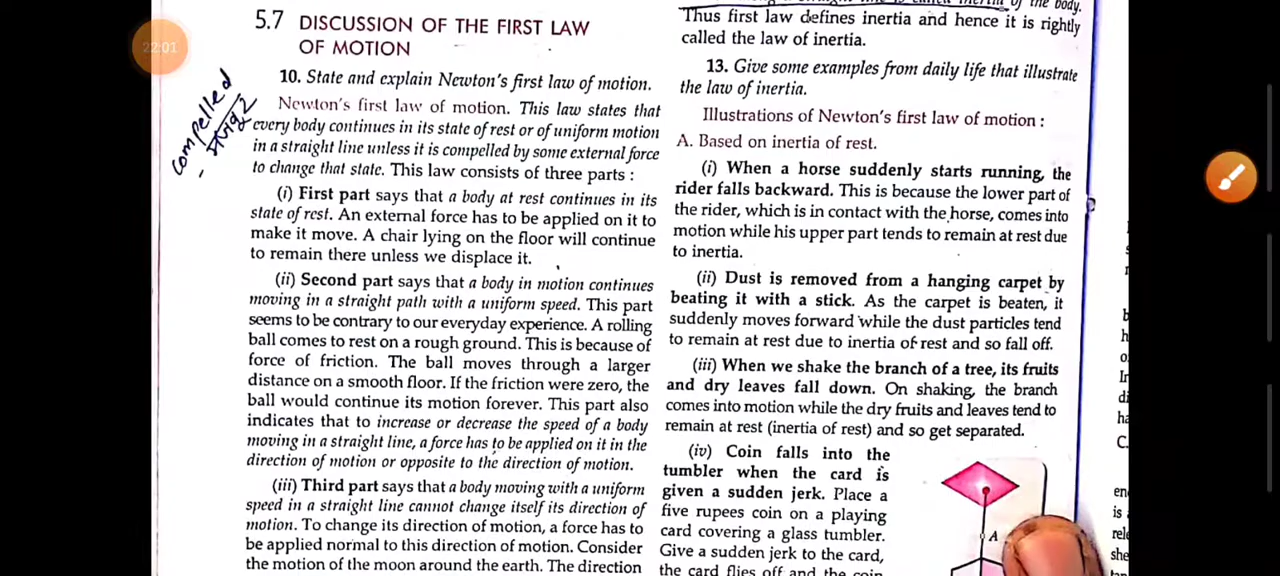 22:01
5.7 DISCUSSION OF THE FIRST LAW
OF MOTION
compelled
10. State and explain Newton's first law of motion.
Newton's first law of motion. This law states that
every body continues in its state of rest or of uniform motion
in a straight line unless it is compelled by some external force
to change that state. This law consists of three parts :
(i) First part says that a body at rest continues in its
state of rest. An external force has to be applied on it to
make it move. A chair lying on the floor will continue
to remain there unless we displace it.
(ii) Second part says that a body in motion continues
moving in a straight path with a uniform speed. This part
seems to be contrary to our everyday experience. A rolling
ball comes to rest on a rough ground. This is because of
force of friction. The ball moves through a larger
distance on a smooth floor. If the friction were zero, the
ball would continue its motion forever. This part also
indicates that to increase or decrease the speed of a body
moving in a straight line, a force has to be applied on it in the
direction of motion or opposite to the direction of motion.
(iii) Third part says that a body moving with a uniform
speed in a straight line cannot change itself its direction of
motion. To change its direction of motion, a force has to
be applied normal to this direction of motion. Consider
the motion of the moon around the earth. The direction
of the body.
Thus first law defines inertia and hence it is rightly
called the law of inertia.
13. Give some examples from daily life that illustrate
the law of inertia.
Illustrations of Newton's first law of motion :
A. Based on inertia of rest.
(i) When a horse suddenly starts running, the
rider falls backward. This is because the lower part of
the rider, which is in contact with the horse, comes into
motion while his upper part tends to remain at rest due
to inertia.
(ii) Dust is removed from a hanging carpet by
beating it with a stick. As the carpet is beaten, it
suddenly moves forward while the dust particles tend
to remain at rest due to inertia of rest and so fall off.
(iii) When we shake the branch of a tree, its fruits
and dry leaves fall down. On shaking, the branch
comes into motion while the dry fruits and leaves tend to
remain at rest (inertia of rest) and so get separated.
(iv) Coin falls into the
tumbler when the card is
given a sudden jerk. Place a
five rupees coin on a playing
card covering a glass tumbler.
Give a sudden jerk to the card,
the card flies off and the coin
A
C.
en
is
rel
she